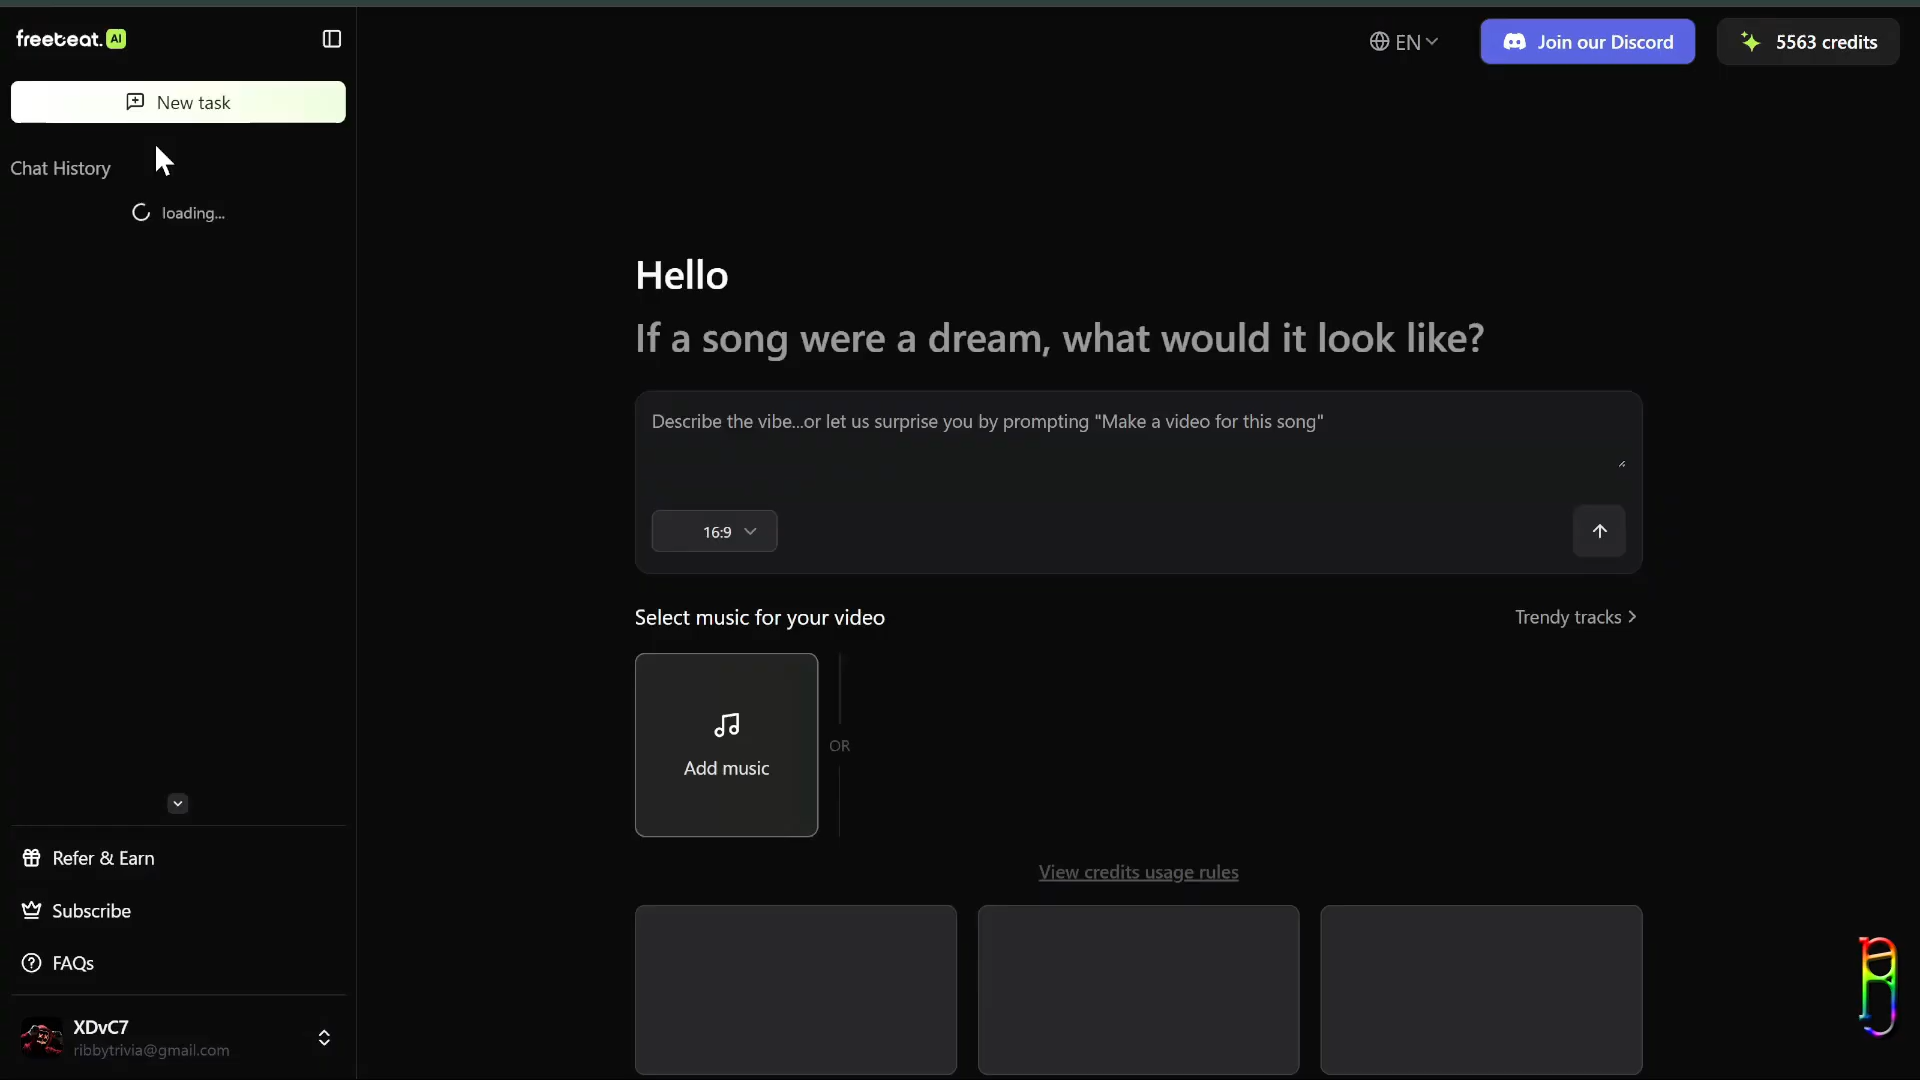 freebeat. AI
EN
Join our Discord
5563 credits
New task
Chat History
loading...
Hello
If a song were a dream, what would it look like?
Describe the vibe...or let us surprise you by prompting "Make a video for this song"
16:9
Select music for your video
Trendy tracks
OR
Add music
View credits usage rules
Refer & Earn
Subscribe
FAQs
XDvC7
ribbytrivia@gmail.com